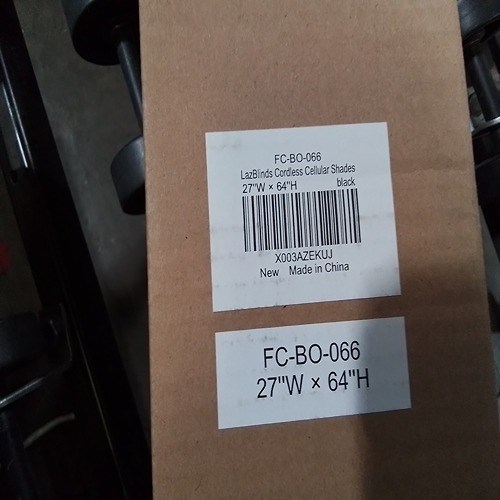 FC-BO-066
LazBlinds Cordless Cellular Shades
27"W × 64"H black
X003AZEKUJ
New Made in China
FC-BO-066
27"W × 64"H